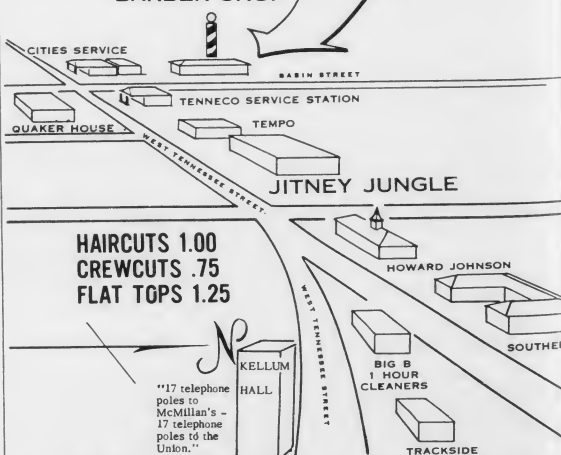 CITIES SERVICE
BASIN STREET
TENNECO SERVICE STATION
QUAKER HOUSE
TEMPO
WEST TENNESSEE STREET
JITNEY JUNGLE
HAIRCUTS 1.00
CREWCUTS .75
FLAT TOPS 1.25
HOWARD JOHNSON
WEST TENNESSEE STREET
N
KELLUM
HALL
"17 telephone
poles to
McMillan's –
17 telephone
poles to the
Union."
BIG B
1 HOUR
CLEANERS
TRACKSIDE